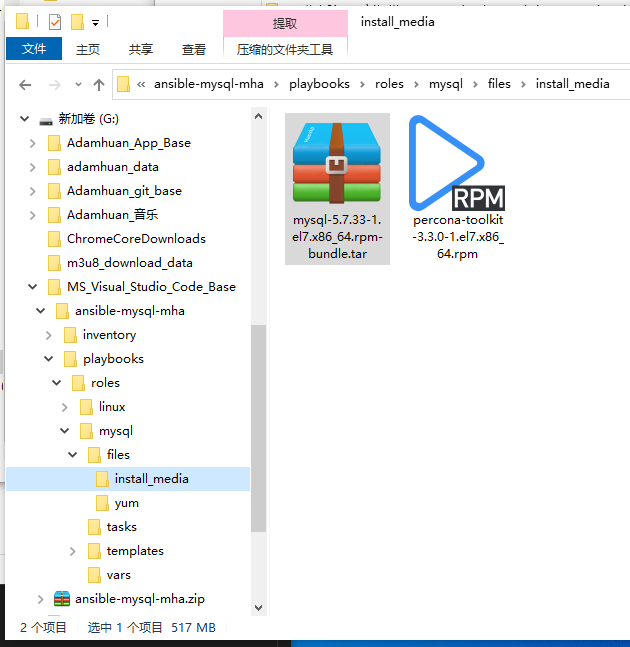 提取
install_media
文件
主页
共享
查看
压缩的文件夹工具
« ansible-mysql-mha > playbooks > roles > mysql > files > install_media
新加卷 (G:)
Adamhuan_App_Base
adamhuan_data
Adamhuan_git_base
Adamhuan_音乐
ChromeCoreDownloads
m3u8_download_data
MS_Visual_Studio_Code_Base
ansible-mysql-mha
inventory
playbooks
roles
linux
mysql
files
install_media
yum
tasks
templates
vars
ansible-mysql-mha.zip
mysql-5.7.33-1.
el7.x86_64.rpm-
bundle.tar
RPM
percona-toolkit
-3.3.0-1.el7.x86_
64.rpm
2 个项目
选中 1 个项目
517 MB